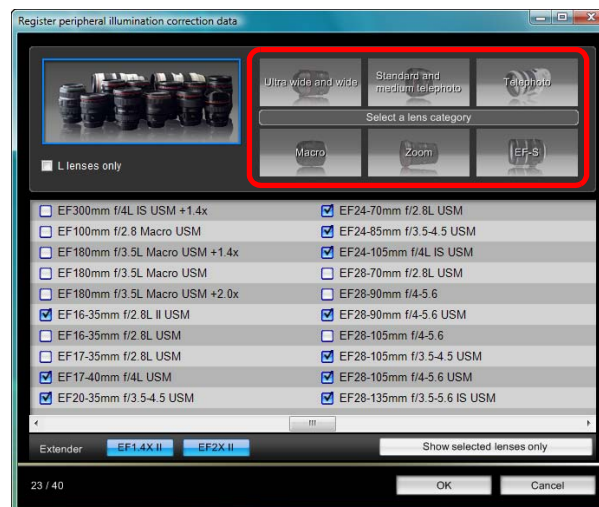 Register peripheral illumination correction data
Ultra wide and wide
Standard and
medium telephoto
Telephoto
Select a lens category
Macro
Zoom
EF-S
L lenses only
EF300mm f/4L IS USM +1.4x
EF100mm f/2.8 Macro USM
EF180mm f/3.5L Macro USM +1.4x
EF180mm f/3.5L Macro USM
EF180mm f/3.5L Macro USM +2.0x
EF16-35mm f/2.8L II USM
EF16-35mm f/2.8L USM
EF17-35mm f/2.8L USM
EF17-40mm f/4L USM
EF20-35mm f/3.5-4.5 USM
EF24-70mm f/2.8L USM
EF24-85mm f/3.5-4.5 USM
EF24-105mm f/4L IS USM
EF28-70mm f/2.8L USM
EF28-90mm f/4-5.6
EF28-90mm f/4-5.6 USM
EF28-105mm f/4-5.6
EF28-105mm f/3.5-4.5 USM
EF28-105mm f/4-5.6 USM
EF28-135mm f/3.5-5.6 IS USM
Extender
EF1.4X II
EF2X II
Show selected lenses only
23 / 40
OK
Cancel